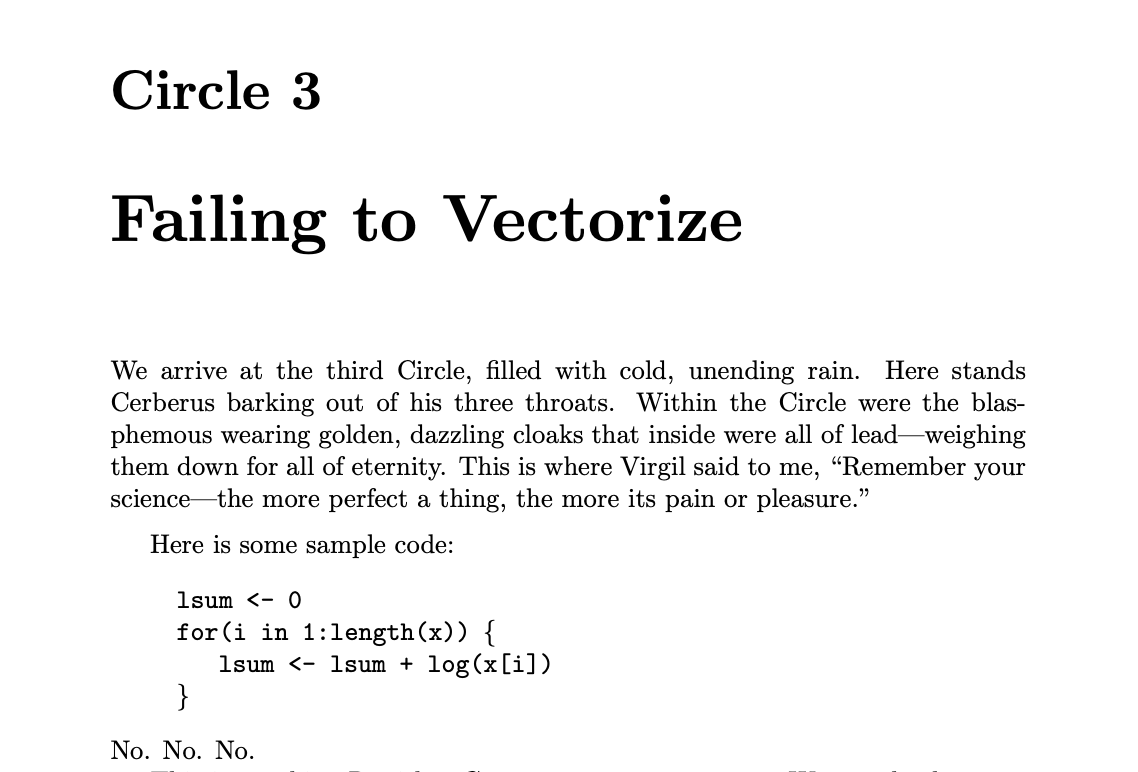 Circle 3
Failing to Vectorize
We arrive at the third Circle, filled with cold, unending rain. Here stands
Cerberus barking out of his three throats. Within the Circle were the blas-
phemous wearing golden, dazzling cloaks that inside were all of lead—weighing
them down for all of eternity. This is where Virgil said to me, “Remember your
science—the more perfect a thing, the more its pain or pleasure.”
Here is some sample code:
lsum <- 0
for(i in 1:length(x)) {
lsum <- lsum + log(x[i])
}
No. No. No.